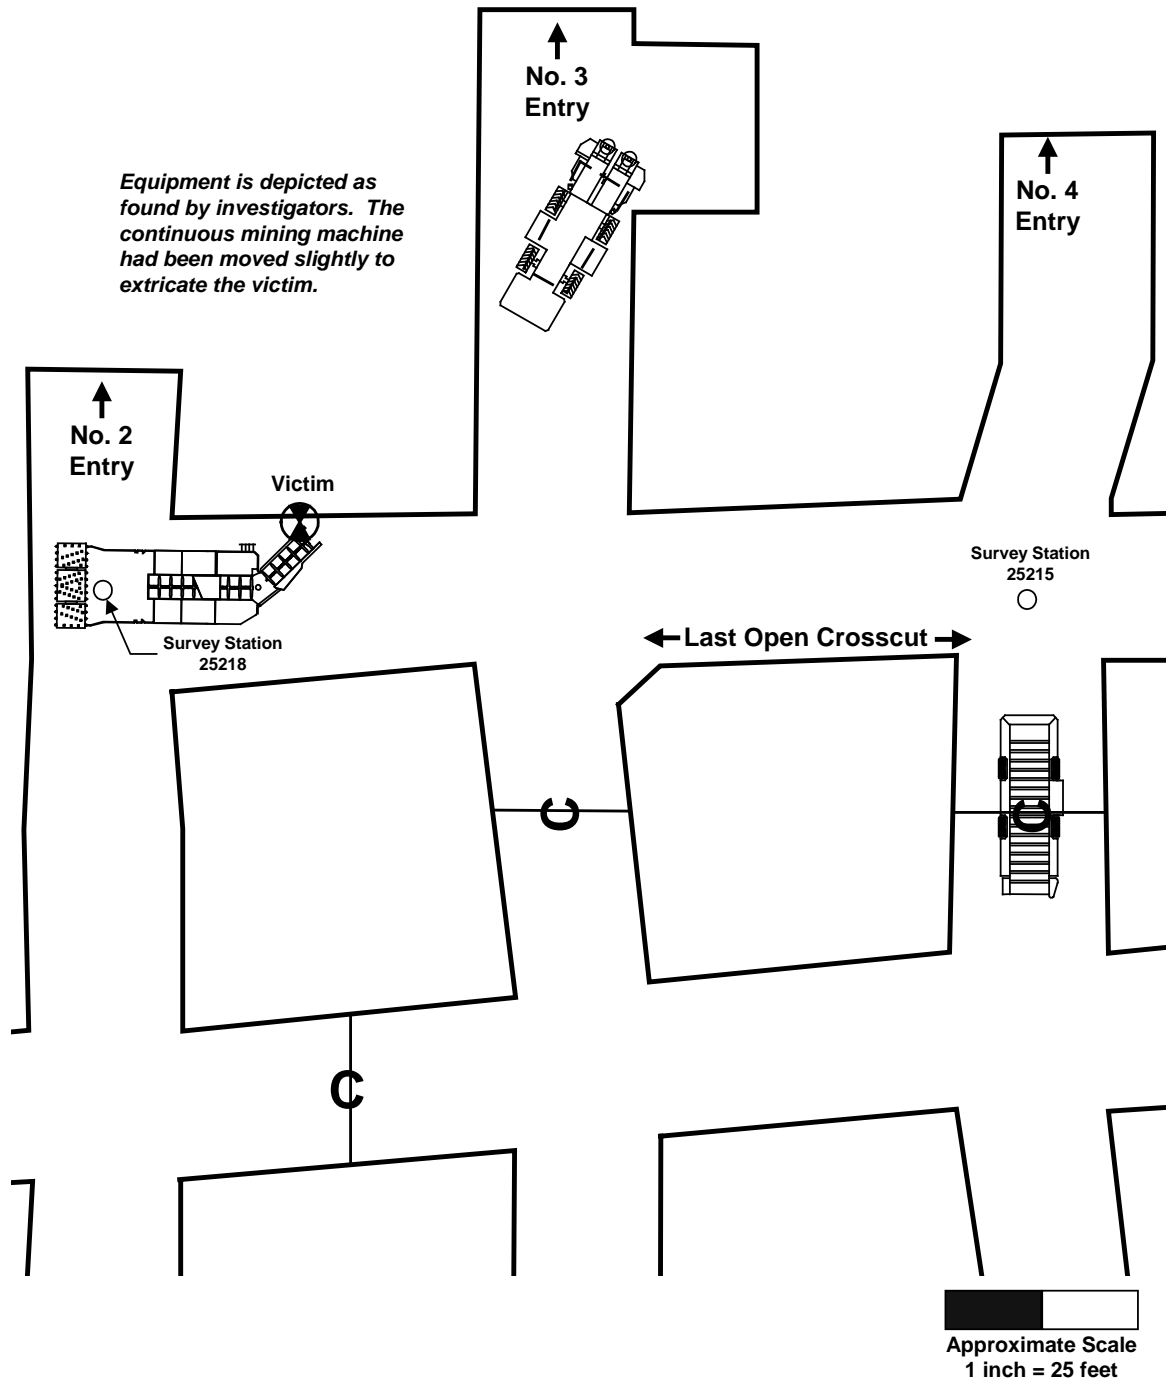 No. 3
Entry
Equipment is depicted as
found by investigators.  The
continuous mining machine
had been moved slightly to
extricate the victim.
No. 4
Entry
No. 2
Entry
Victim
Survey Station
25215
Survey Station
25218
Last Open Crosscut
C
C
C
Approximate Scale
1 inch = 25 feet